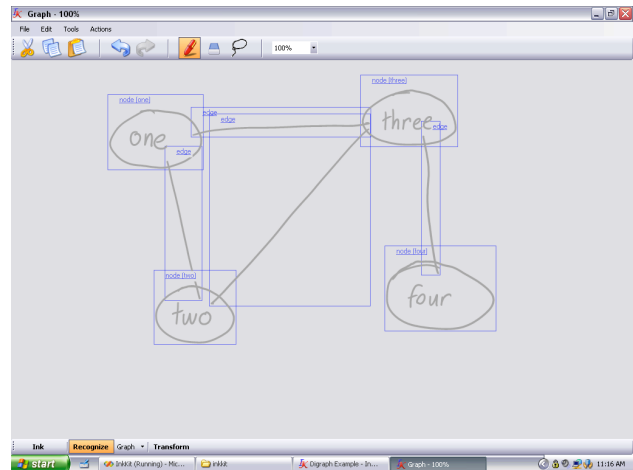 Graph - 100%
File Edit Tools Actions
100%
node (three)
node (one)
edge
edge
three
edge
one
edge
node (four)
node (two)
four
two
Ink Recognize Graph Transform
start InkKit (Running) - Mic... inkkit Digraph Example - In... Graph - 100% 11:16 AM